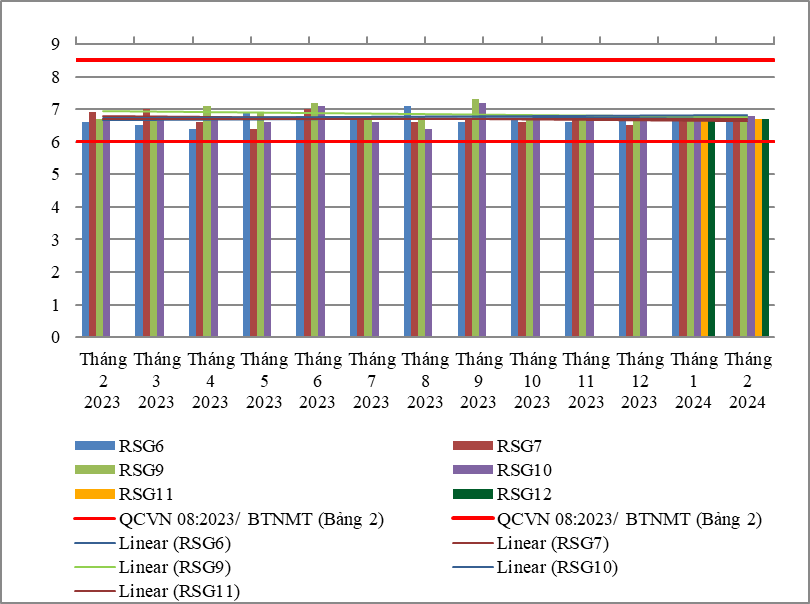 9
8
7
6
5
4
3
2
1
0
Tháng Tháng Tháng Tháng Tháng Tháng Tháng Tháng Tháng Tháng Tháng Tháng Tháng
2 3 4 5 6 7 8 9 10 11 12 1 2
2023 2023 2023 2023 2023 2023 2023 2023 2023 2023 2023 2024 2024
RSG6 RSG7
RSG9 RSG10
RSG11 RSG12
QCVN 08:2023/ BTNMT (Bảng 2) QCVN 08:2023/ BTNMT (Bảng 2)
Linear (RSG6) Linear (RSG7)
Linear (RSG9) Linear (RSG10)
Linear (RSG11)